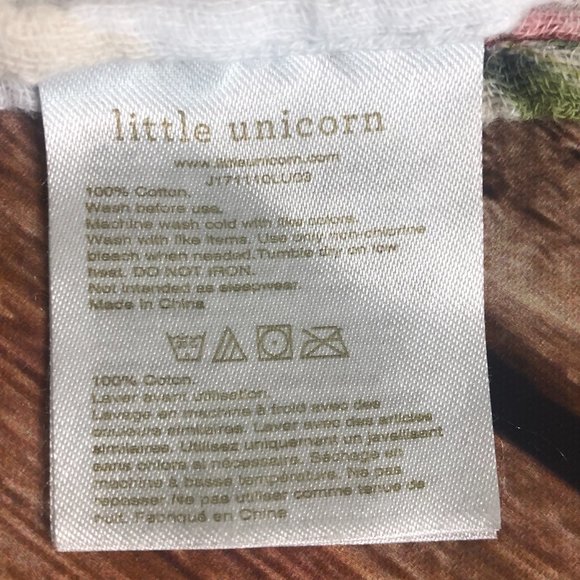 little unicorn
www.littleunicorn.com
J171110LU09
100% Cotton.
Wash before use.
Machine wash cold with like colors.
Wash with like items. Use only non-chlorine
bleach when needed.Tumble dry on low
heat. DO NOT IRON.
Not intended as sleepwear.
Made in China
100% Coton.
Laver avant utilisation.
Lavage en machine à froid avec des
couleurs similaires. Laver avec des articles
similaires. Utilisez uniquement un javellisant
sans chlore si nécessaire. Séchage en
machine à basse température. Ne pas
repasser Ne pas utiliser comme tenue de
nuit. Fabriqué en China